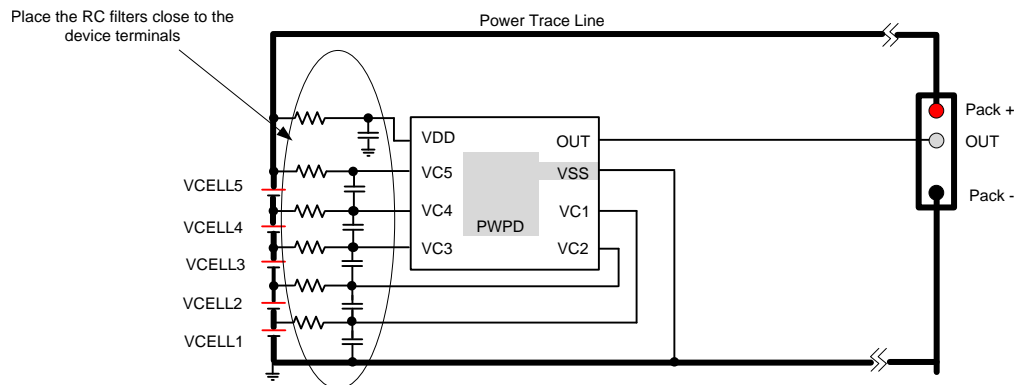 Place the RC filters close to the
device terminals
Power Trace Line
Pack +
OUT
Pack -
VDD
VC5
VC4
VC3
OUT
VSS
VC1
VC2
PWPD
VCELL5
VCELL4
VCELL3
VCELL2
VCELL1